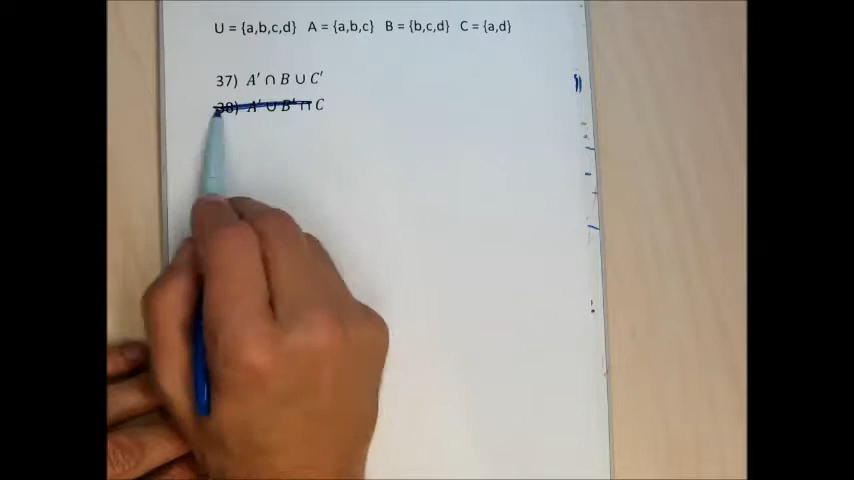 U = {a,b,c,d} A = {a,b,c} B = {b,c,d} C = {a,d}
37) A′ ∩ B ∪ C′
38) A′ ∪ B′ ∩ C